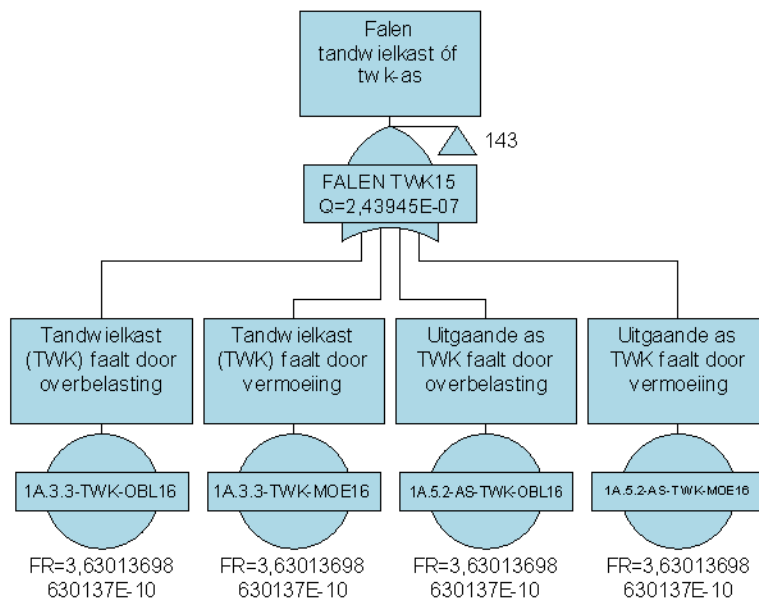 Falen
tandwielkast óf
twk-as
143
FALEN TWK15
Q=2,43945E-07
Tandwielkast
(TWK) faalt door
overbelasting
Tandwielkast
(TWK) faalt door
vermoeiing
Uitgaande as
TWK faalt door
overbelasting
Uitgaande as
TWK faalt door
vermoeiing
1A.3.3-TWK-OBL16
1A.3.3-TWK-MOE16
1A.5.2-AS-TWK-OBL16
1A.5.2-AS-TWK-MOE16
FR=3,63013698
630137E-10
FR=3,63013698
630137E-10
FR=3,63013698
630137E-10
FR=3,63013698
630137E-10